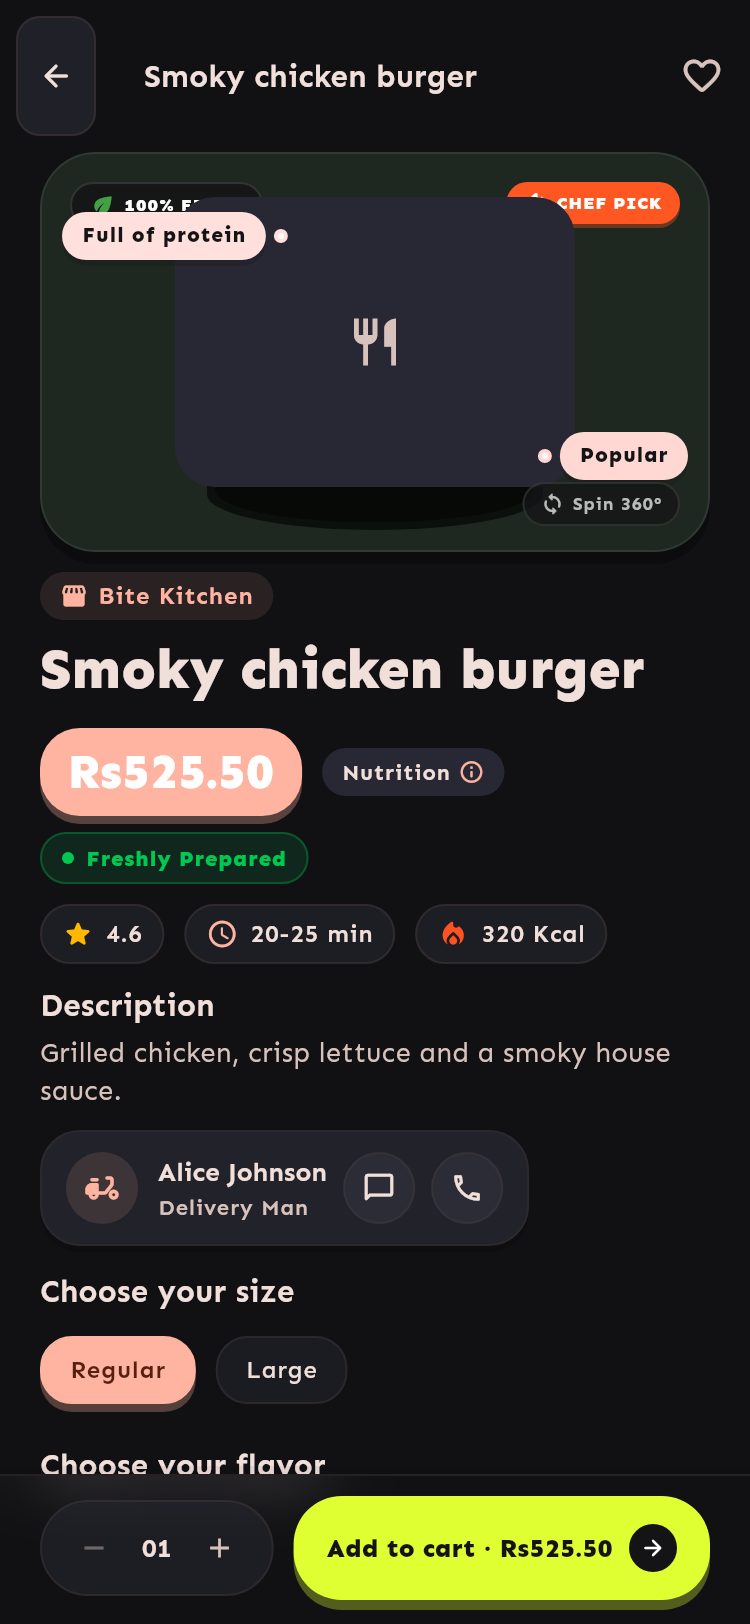 Smoky chicken burger
100%
CHEF PICK
Full of protein
Popular
Spin 360°
Bite Kitchen
Smoky chicken burger
Rs525.50
Nutrition
Freshly Prepared
4.6
20-25 min
320 Kcal
Description
Grilled chicken, crisp lettuce and a smoky house
sauce.
Alice Johnson
Delivery Man
Choose your size
Regular
Large
Choose your flavor
01
Add to cart · Rs525.50